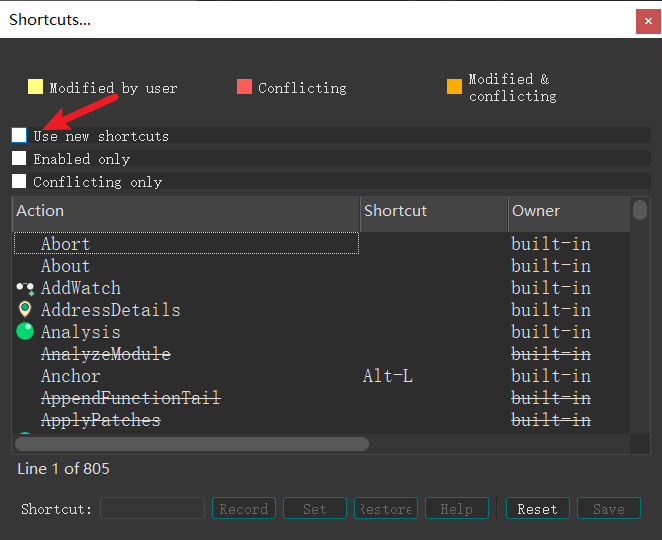 Shortcuts...
Modified by user
Conflicting
Modified &
conflicting
Use new shortcuts
Enabled only
Conflicting only
Action Shortcut Owner
Abort built-in
About built-in
AddWatch built-in
AddressDetails built-in
Analysis built-in
AnalyzeModule built-in
Anchor Alt-L built-in
AppendFunctionTail built-in
ApplyPatches built-in
Line 1 of 805
Shortcut: Record Set Restore Help Reset Save